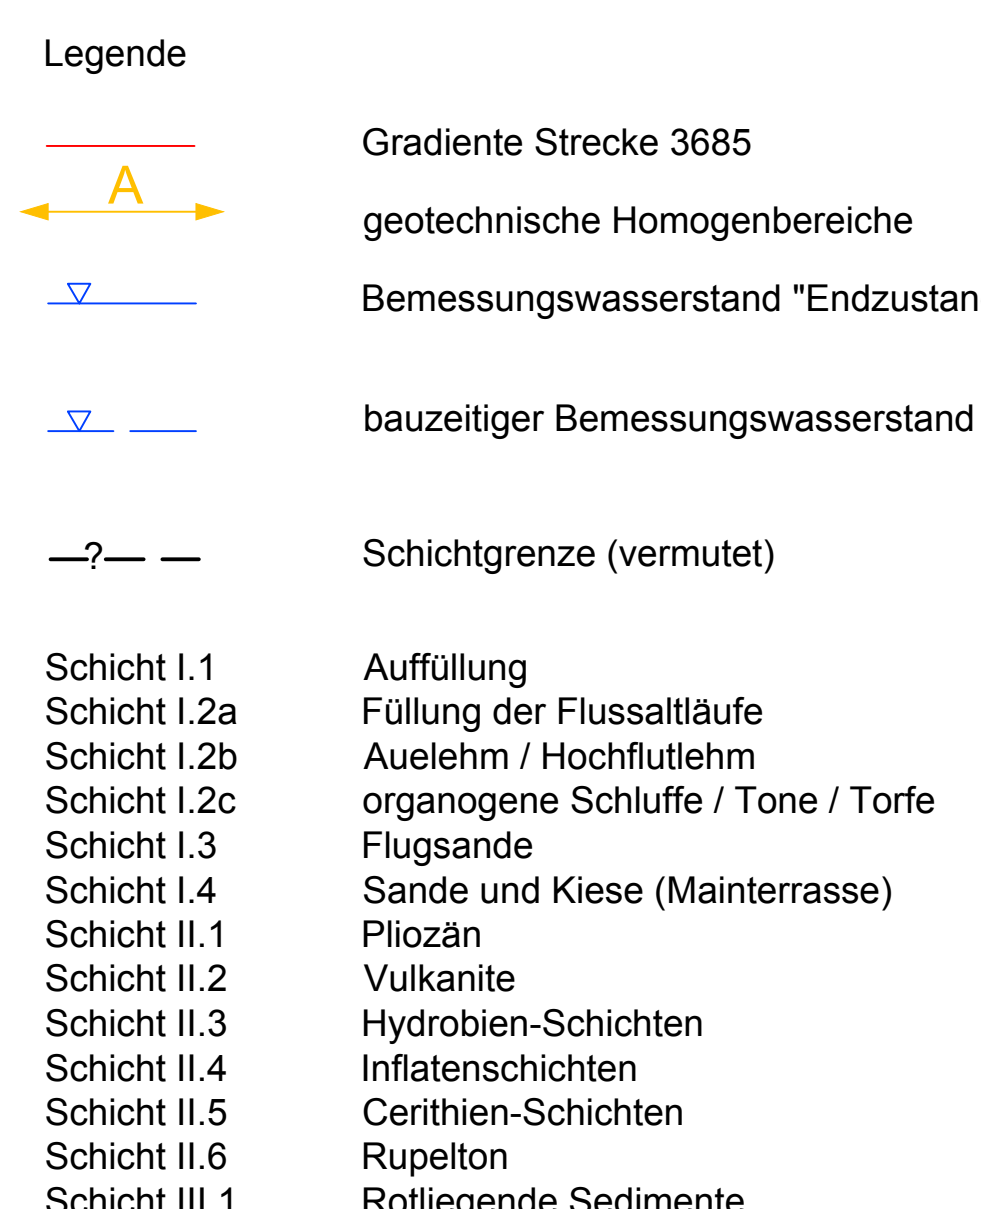 Legende
Gradiente Strecke 3685
A
geotechnische Homogenbereiche
Bemessungswasserstand "Endzustan
bauzeitiger Bemessungswasserstand
? Schichtgrenze (vermutet)
Schicht I.1 Auffüllung
Schicht I.2a Füllung der Flussaltläufe
Schicht I.2b Auelehm / Hochflutlehm
Schicht I.2c organogene Schluffe / Tone / Torfe
Schicht I.3 Flugsande
Schicht I.4 Sande und Kiese (Mainterrasse)
Schicht II.1 Pliozän
Schicht II.2 Vulkanite
Schicht II.3 Hydrobien-Schichten
Schicht II.4 Inflatenschichten
Schicht II.5 Cerithien-Schichten
Schicht II.6 Rupelton
Schicht III.1 Rotliegende Sedimente